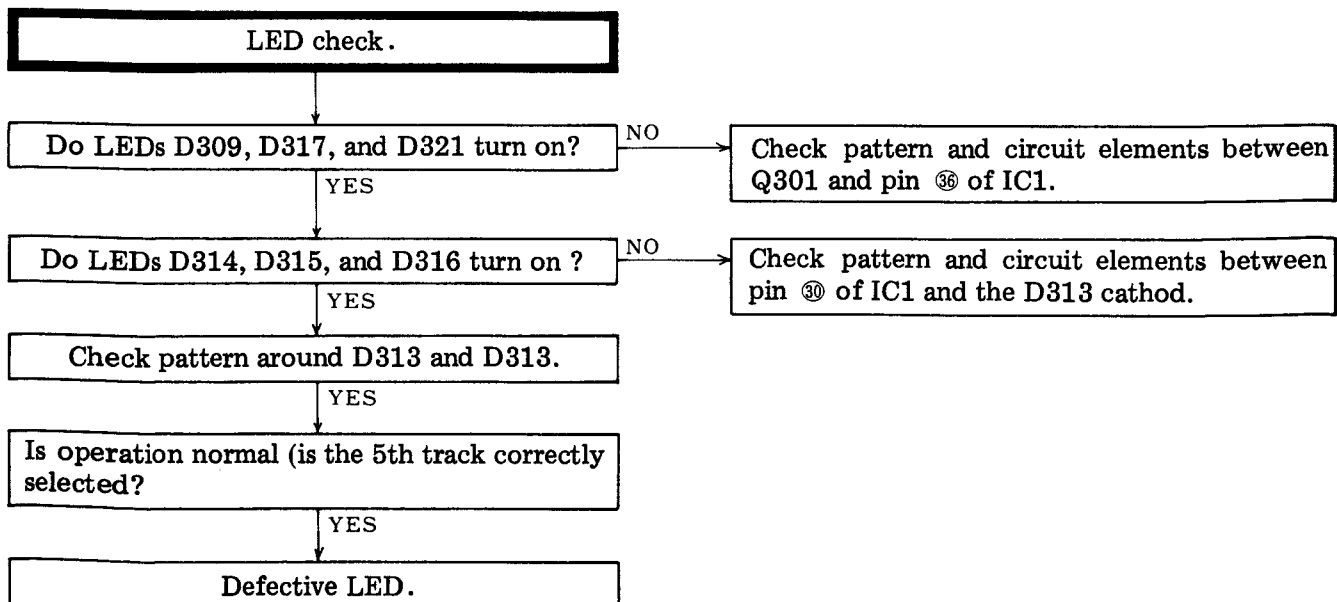 LED check.
Do LEDs D309, D317, and D321 turn on?
NO
Check pattern and circuit elements between
Q301 and pin ㊱ of IC1.
YES
Do LEDs D314, D315, and D316 turn on ?
NO
Check pattern and circuit elements between
pin ㉚ of IC1 and the D313 cathod.
YES
Check pattern around D313 and D313.
YES
Is operation normal (is the 5th track correctly
selected?
YES
Defective LED.